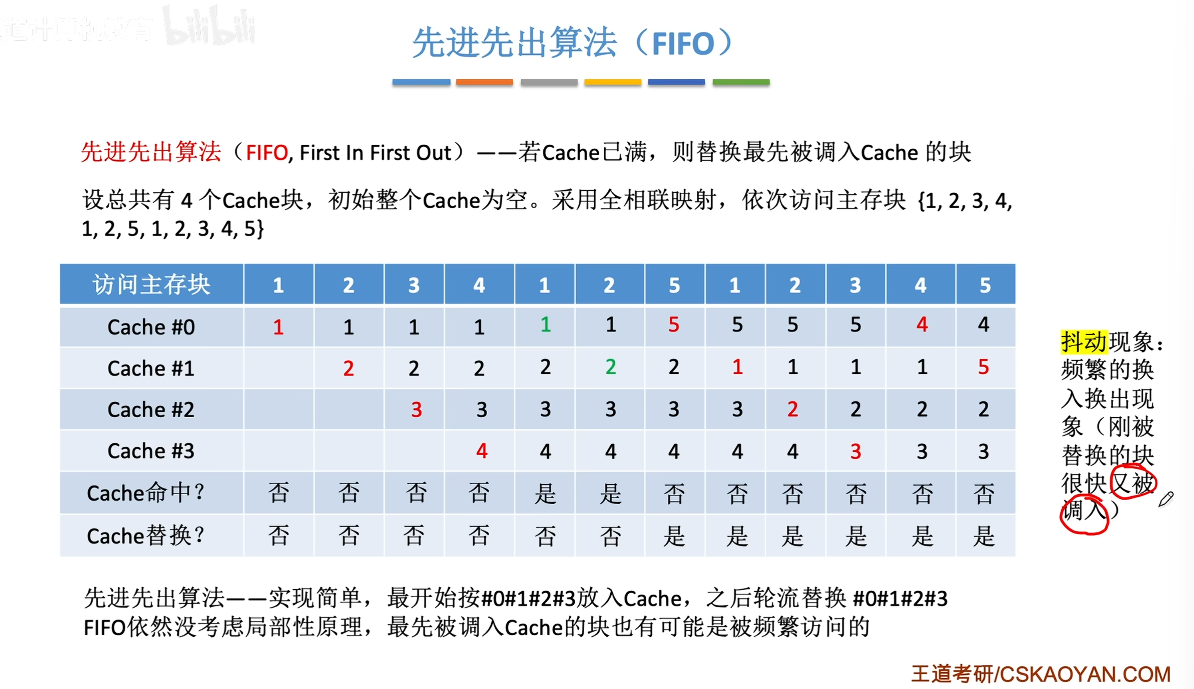 bilibili
先进先出算法（FIFO）
先进先出算法（FIFO, First In First Out）——若Cache已满，则替换最先被调入Cache 的块
设总共有 4 个Cache块，初始整个Cache为空。采用全相联映射，依次访问主存块 {1, 2, 3, 4,
1, 2, 5, 1, 2, 3, 4, 5}
访问主存块 1 2 3 4 1 2 5 1 2 3 4 5
Cache #0 1 1 1 1 1 1 5 5 5 5 4 4
Cache #1 2 2 2 2 2 2 1 1 1 1 5
Cache #2 3 3 3 3 3 3 2 2 2 2
Cache #3 4 4 4 4 4 4 3 3 3
Cache命中？ 否 否 否 否 是 是 否 否 否 否 否 否
Cache替换？ 否 否 否 否 否 否 是 是 是 是 是 是
抖动现象：
频繁的换
入换出现
象（刚被
替换的块
很快又被
调入）
先进先出算法——实现简单，最开始按#0#1#2#3放入Cache，之后轮流替换 #0#1#2#3
FIFO依然没考虑局部性原理，最先被调入Cache的块也有可能是被频繁访问的
王道考研/CSKAOYAN.COM